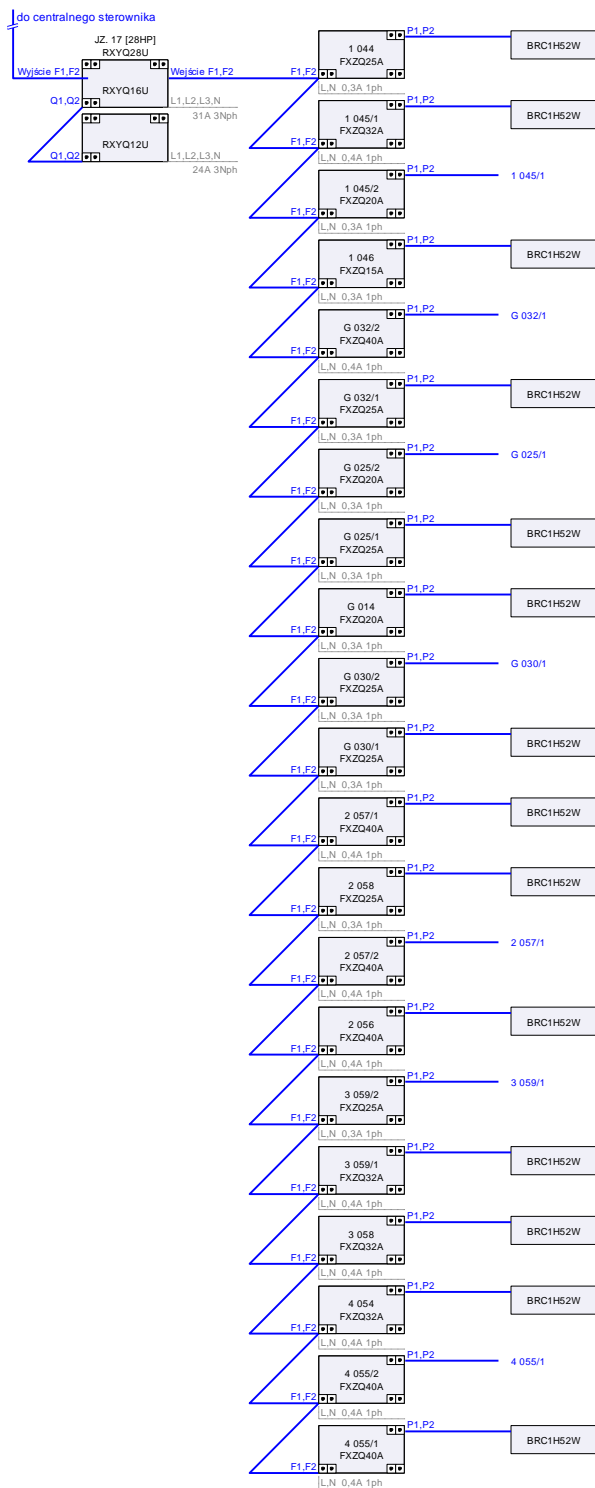 do centralnego sterownika
JZ. 17 [28HP]
RXYQ28U
Wyjście F1,F2
Wejście F1,F2
RXYQ16U
Q1,Q2
L1,L2,L3,N
31A 3Nph
RXYQ12U
Q1,Q2
L1,L2,L3,N
24A 3Nph
P1,P2
1 044
FXZQ25A
BRC1H52W
F1,F2
L,N 0,3A 1ph
P1,P2
1 045/1
FXZQ32A
BRC1H52W
F1,F2
L,N 0,4A 1ph
P1,P2
1 045/2
FXZQ20A
1 045/1
F1,F2
L,N 0,3A 1ph
P1,P2
1 046
FXZQ15A
BRC1H52W
F1,F2
L,N 0,3A 1ph
P1,P2
G 032/2
FXZQ40A
G 032/1
F1,F2
L,N 0,4A 1ph
P1,P2
G 032/1
FXZQ25A
BRC1H52W
F1,F2
L,N 0,3A 1ph
P1,P2
G 025/2
FXZQ20A
G 025/1
F1,F2
L,N 0,3A 1ph
P1,P2
G 025/1
FXZQ25A
BRC1H52W
F1,F2
L,N 0,3A 1ph
P1,P2
G 014
FXZQ20A
BRC1H52W
F1,F2
L,N 0,3A 1ph
P1,P2
G 030/2
FXZQ25A
G 030/1
F1,F2
L,N 0,3A 1ph
P1,P2
G 030/1
FXZQ25A
BRC1H52W
F1,F2
L,N 0,3A 1ph
P1,P2
2 057/1
FXZQ40A
BRC1H52W
F1,F2
L,N 0,4A 1ph
P1,P2
2 058
FXZQ25A
BRC1H52W
F1,F2
L,N 0,3A 1ph
P1,P2
2 057/2
FXZQ40A
2 057/1
F1,F2
L,N 0,4A 1ph
P1,P2
2 056
FXZQ40A
BRC1H52W
F1,F2
L,N 0,4A 1ph
P1,P2
3 059/2
FXZQ25A
3 059/1
F1,F2
L,N 0,3A 1ph
P1,P2
3 059/1
FXZQ32A
BRC1H52W
F1,F2
L,N 0,4A 1ph
P1,P2
3 058
FXZQ32A
BRC1H52W
F1,F2
L,N 0,4A 1ph
P1,P2
4 054
FXZQ32A
BRC1H52W
F1,F2
L,N 0,4A 1ph
P1,P2
4 055/2
FXZQ40A
4 055/1
F1,F2
L,N 0,4A 1ph
P1,P2
4 055/1
FXZQ40A
BRC1H52W
F1,F2
L,N 0,4A 1ph